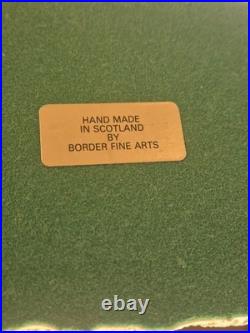 HAND MADE
IN SCOTLAND
BY
BORDER FINE ARTS